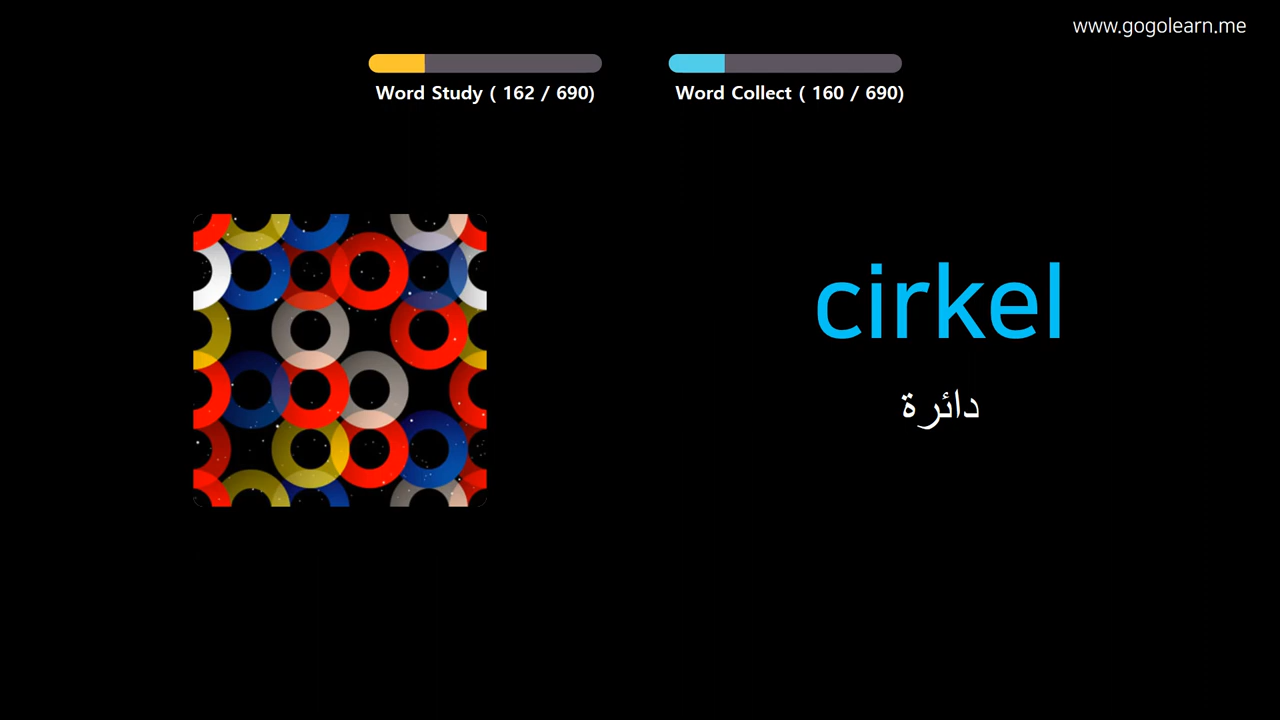 www.gogolearn.me
Word Study ( 162 / 690)
Word Collect ( 160 / 690)
cirkel
دائرة